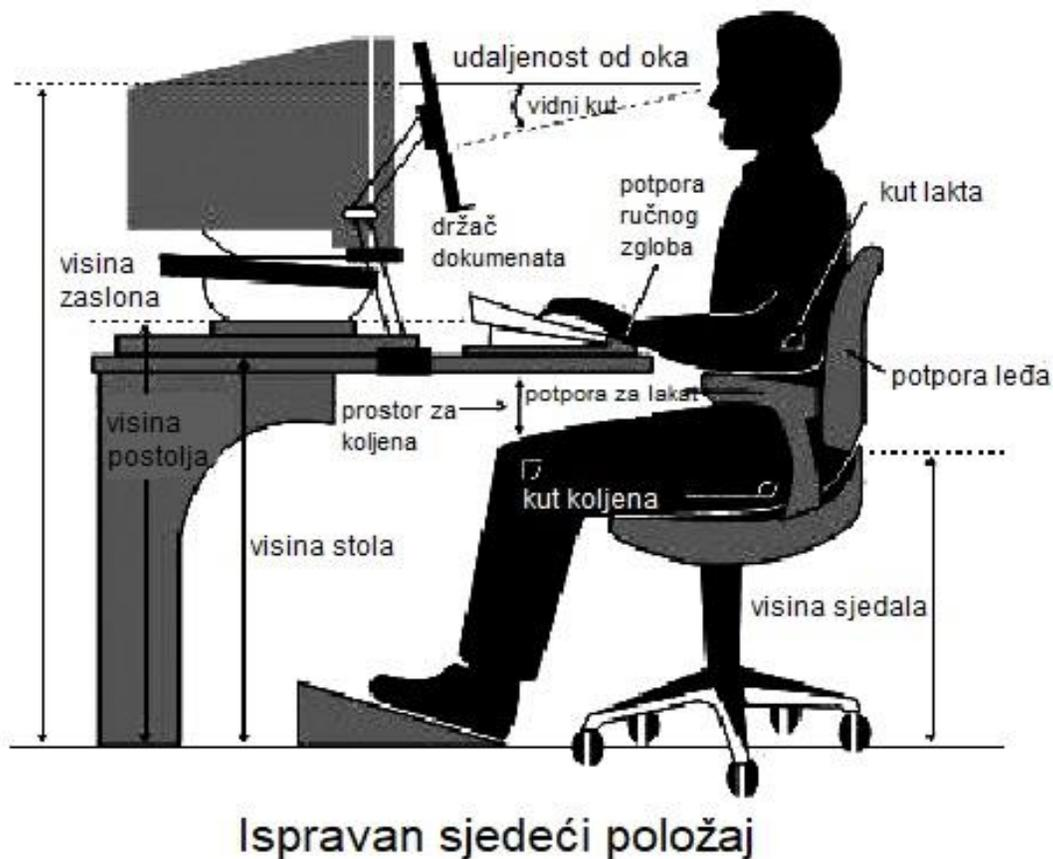 udaljenost od oka
vidni kut
potpora
ručnog
zgloba
kut lakta
držač
dokumenata
visina
zaslona
potpora leđa
potpora za lakat
prostor za
koljena
visina
postolja
kut koljena
visina stola
visina sjedala
Ispravan sjedeći položaj